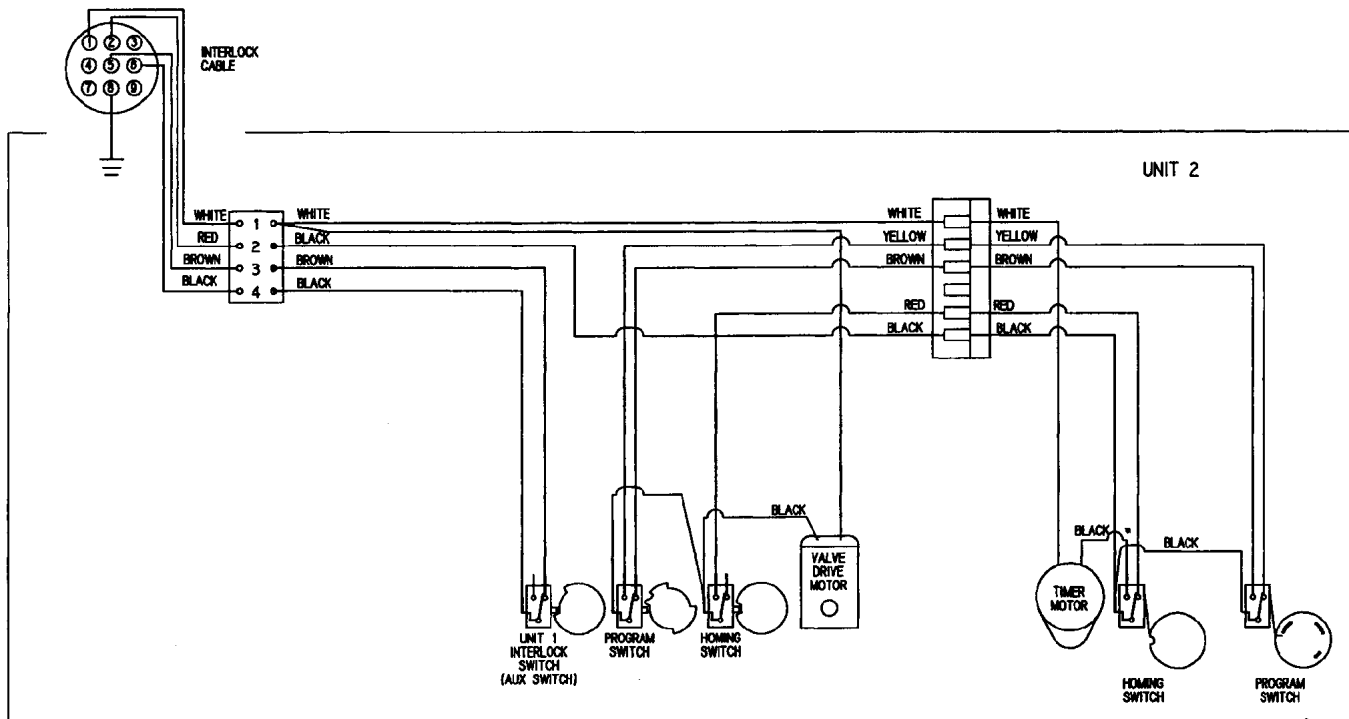 1 2 3
4 5 6
7 8 9
INTERLOCK
CABLE
UNIT 2
WHITE 1 WHITE
RED 2 BLACK
BROWN 3 BROWN
BLACK 4 BLACK
WHITE WHITE
YELLOW YELLOW
BROWN BROWN
RED RED
BLACK BLACK
BLACK
BLACK *
BLACK
VALVE
DRIVE
MOTOR
TIMER
MOTOR
UNIT 1
INTERLOCK
SWITCH
(AUX SWITCH)
PROGRAM
SWITCH
HOMING
SWITCH
HOMING
SWITCH
PROGRAM
SWITCH